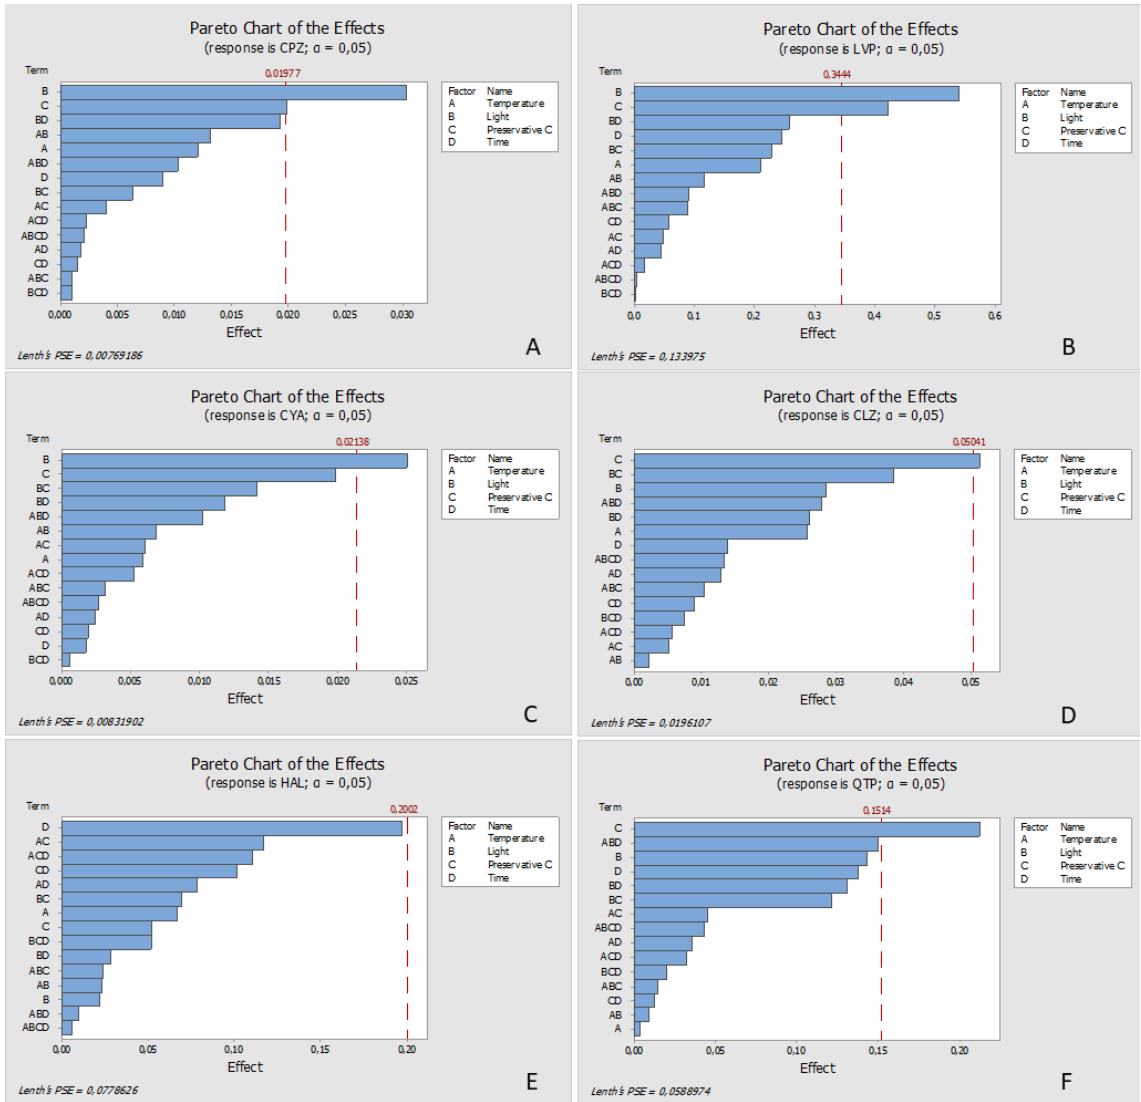 Pareto Chart of the Effects
(response is CPZ; α = 0,05)
Term
0,01977
B
C
BD
AB
A
ABD
D
BC
AC
ACD
ABCD
AD
CD
ABC
BCD
0,000 0,005 0,010 0,015 0,020 0,025 0,030
Effect
Factor Name
A Temperature
B Light
C Preservative C
D Time
Lenth's PSE = 0,00769186
A
Pareto Chart of the Effects
(response is LVP; α = 0,05)
Term
0,3444
B
C
BD
D
BC
A
AB
ABD
ABC
CD
AC
AD
ACD
ABCD
BCD
0,0 0,1 0,2 0,3 0,4 0,5 0,6
Effect
Factor Name
A Temperature
B Light
C Preservative C
D Time
Lenth's PSE = 0,133975
B
Pareto Chart of the Effects
(response is CYA; α = 0,05)
Term
0,02138
B
C
BC
BD
ABD
AB
AC
A
ACD
ABC
ABCD
AD
CD
D
BCD
0,000 0,005 0,010 0,015 0,020 0,025
Effect
Factor Name
A Temperature
B Light
C Preservative C
D Time
Lenth's PSE = 0,00831902
C
Pareto Chart of the Effects
(response is CLZ; α = 0,05)
Term
0,05041
C
BC
B
ABD
BD
A
D
ABCD
AD
ABC
CD
BCD
ACD
AC
AB
0,00 0,01 0,02 0,03 0,04 0,05
Effect
Factor Name
A Temperature
B Light
C Preservative C
D Time
Lenth's PSE = 0,0196107
D
Pareto Chart of the Effects
(response is HAL; α = 0,05)
Term
0,2002
D
AC
ACD
CD
AD
BC
A
C
BCD
BD
ABC
AB
B
ABD
ABCD
0,00 0,05 0,10 0,15 0,20
Effect
Factor Name
A Temperature
B Light
C Preservative C
D Time
Lenth's PSE = 0,0778626
E
Pareto Chart of the Effects
(response is QTP; α = 0,05)
Term
0,1514
C
ABD
B
D
BD
BC
AC
ABCD
AD
ACD
BCD
ABC
CD
AB
A
0,00 0,05 0,10 0,15 0,20
Effect
Factor Name
A Temperature
B Light
C Preservative C
D Time
Lenth's PSE = 0,0588974
F